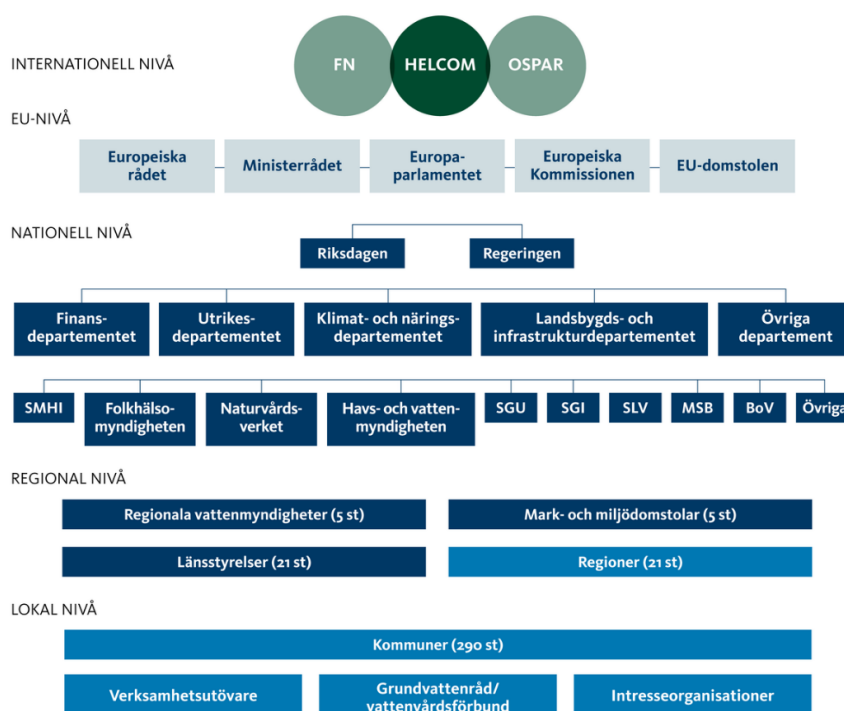 INTERNATIONELL NIVÅ
FN
HELCOM
OSPAR
EU-NIVÅ
Europeiska
rådet
Ministerrådet
Europa-
parlamentet
Europeiska
Kommissionen
EU-domstolen
NATIONELL NIVÅ
Riksdagen
Regeringen
Finans-
departementet
Utrikes-
departementet
Klimat- och närings-
departementet
Landsbygds- och
infrastrukturdepartementet
Övriga
departement
SMHI
Folkhälso-
myndigheten
Naturvårds-
verket
Havs- och vatten-
myndigheten
SGU
SGI
SLV
MSB
BoV
Övriga
REGIONAL NIVÅ
Regionala vattenmyndigheter (5 st)
Mark- och miljödomstolar (5 st)
Länsstyrelser (21 st)
Regioner (21 st)
LOKAL NIVÅ
Kommuner (290 st)
Verksamhetsutövare
Grundvattenråd/
vattenvårdsförbund
Intresseorganisationer